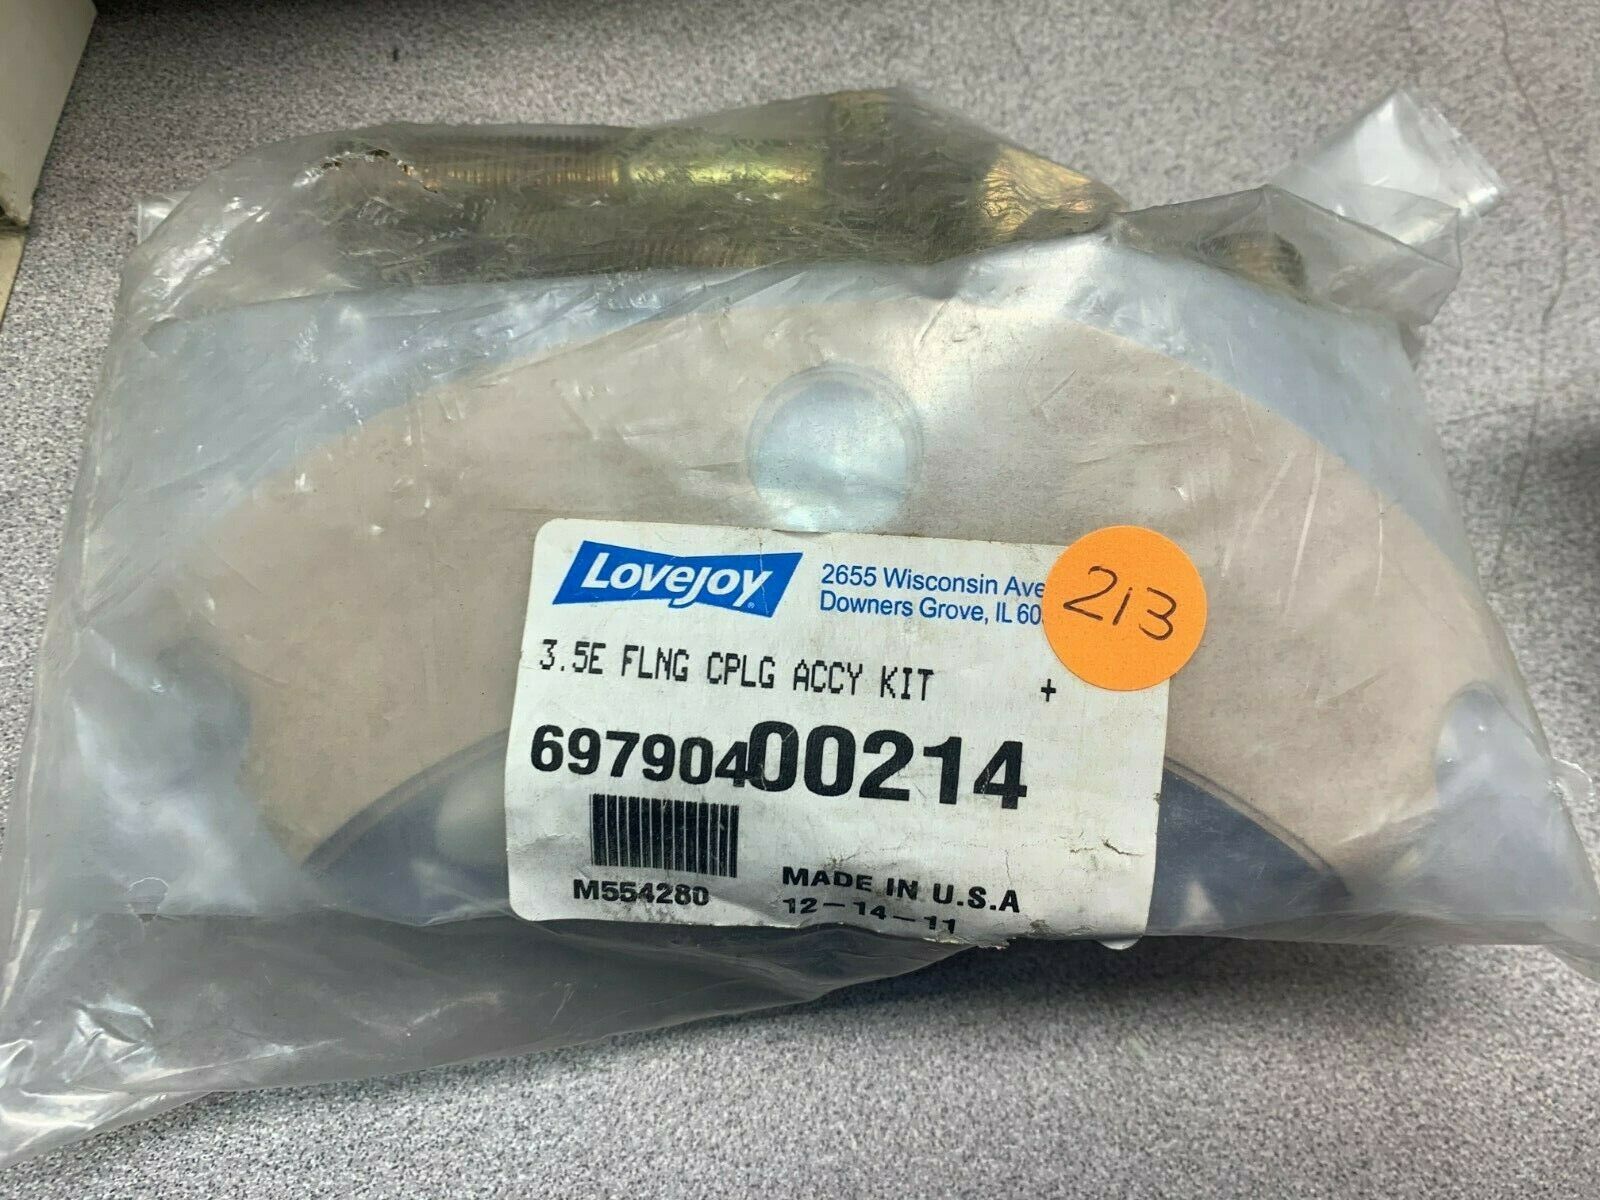 LOVEJOY®
2655 Wisconsin Ave
Downers Grove, IL 60
213
3.5E FLNG CPLG ACCY KIT +
69790400214
M554280
MADE IN U.S.A
12-14-11